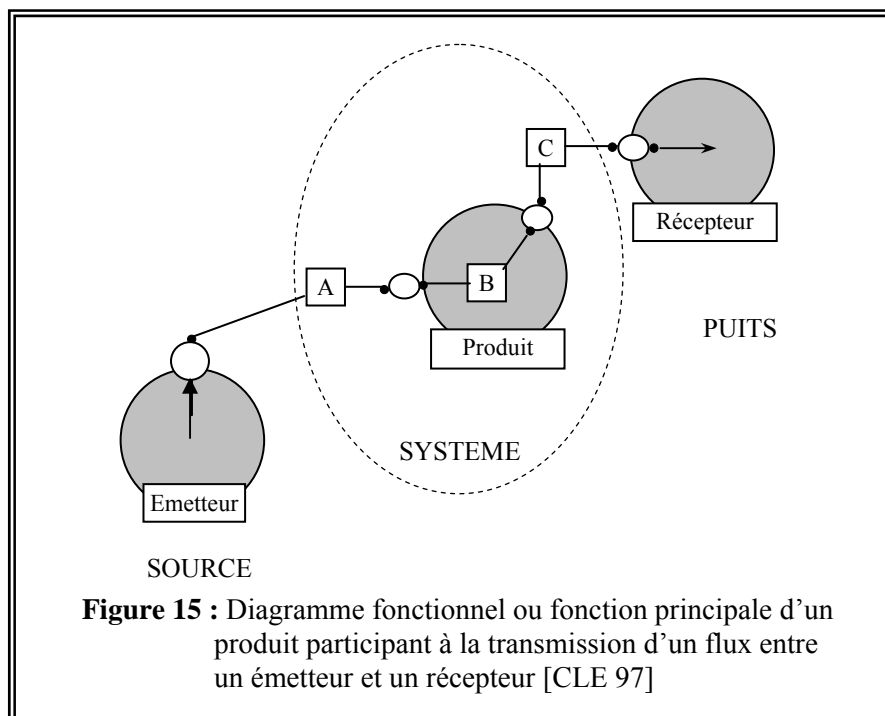 C
Récepteur
A
B
PUITS
Produit
SYSTEME
Emetteur
SOURCE
Figure 15 : Diagramme fonctionnel ou fonction principale d’un
produit participant à la transmission d’un flux entre
un émetteur et un récepteur [CLE 97]